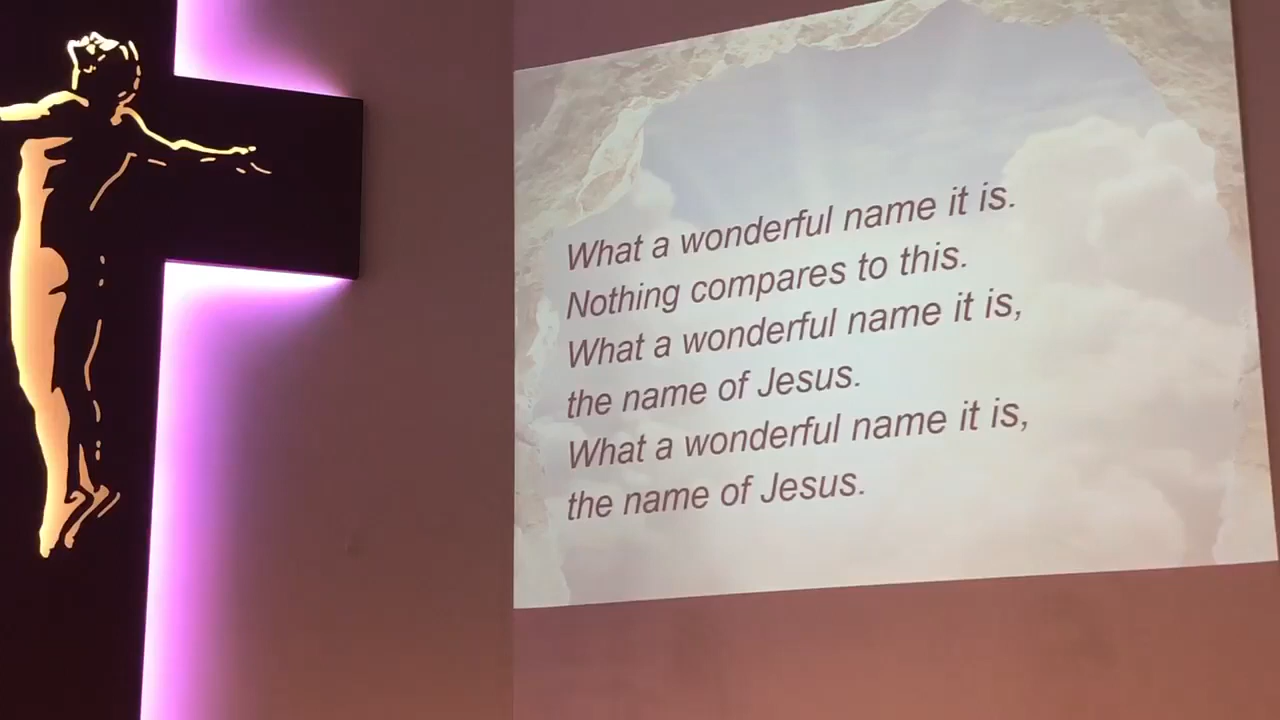 What a wonderful name it is.
Nothing compares to this.
What a wonderful name it is,
the name of Jesus.
What a wonderful name it is,
the name of Jesus.